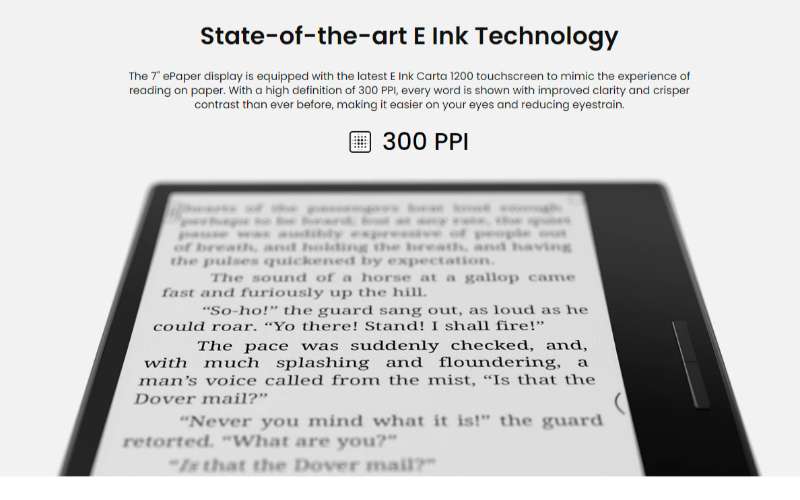 State-of-the-art E Ink Technology
The 7" ePaper display is equipped with the latest E Ink Carta 1200 touchscreen to mimic the experience of
reading on paper. With a high definition of 300 PPI, every word is shown with improved clarity and crisper
contrast than ever before, making it easier on your eyes and reducing eyestrain.
300 PPI
hearts of the passengers beat loud enough
perhaps to be heard; but at any rate, the quiet
pause was audibly expressive of people out
of breath, and holding the breath, and having
the pulses quickened by expectation.
The sound of a horse at a gallop came
fast and furiously up the hill.
“So-ho!” the guard sang out, as loud as he
could roar. “Yo there! Stand! I shall fire!”
The pace was suddenly checked, and,
with much splashing and floundering, a
man’s voice called from the mist, “Is that the
Dover mail?”
“Never you mind what it is!” the guard
retorted. “What are you?”
“Is that the Dover mail?”